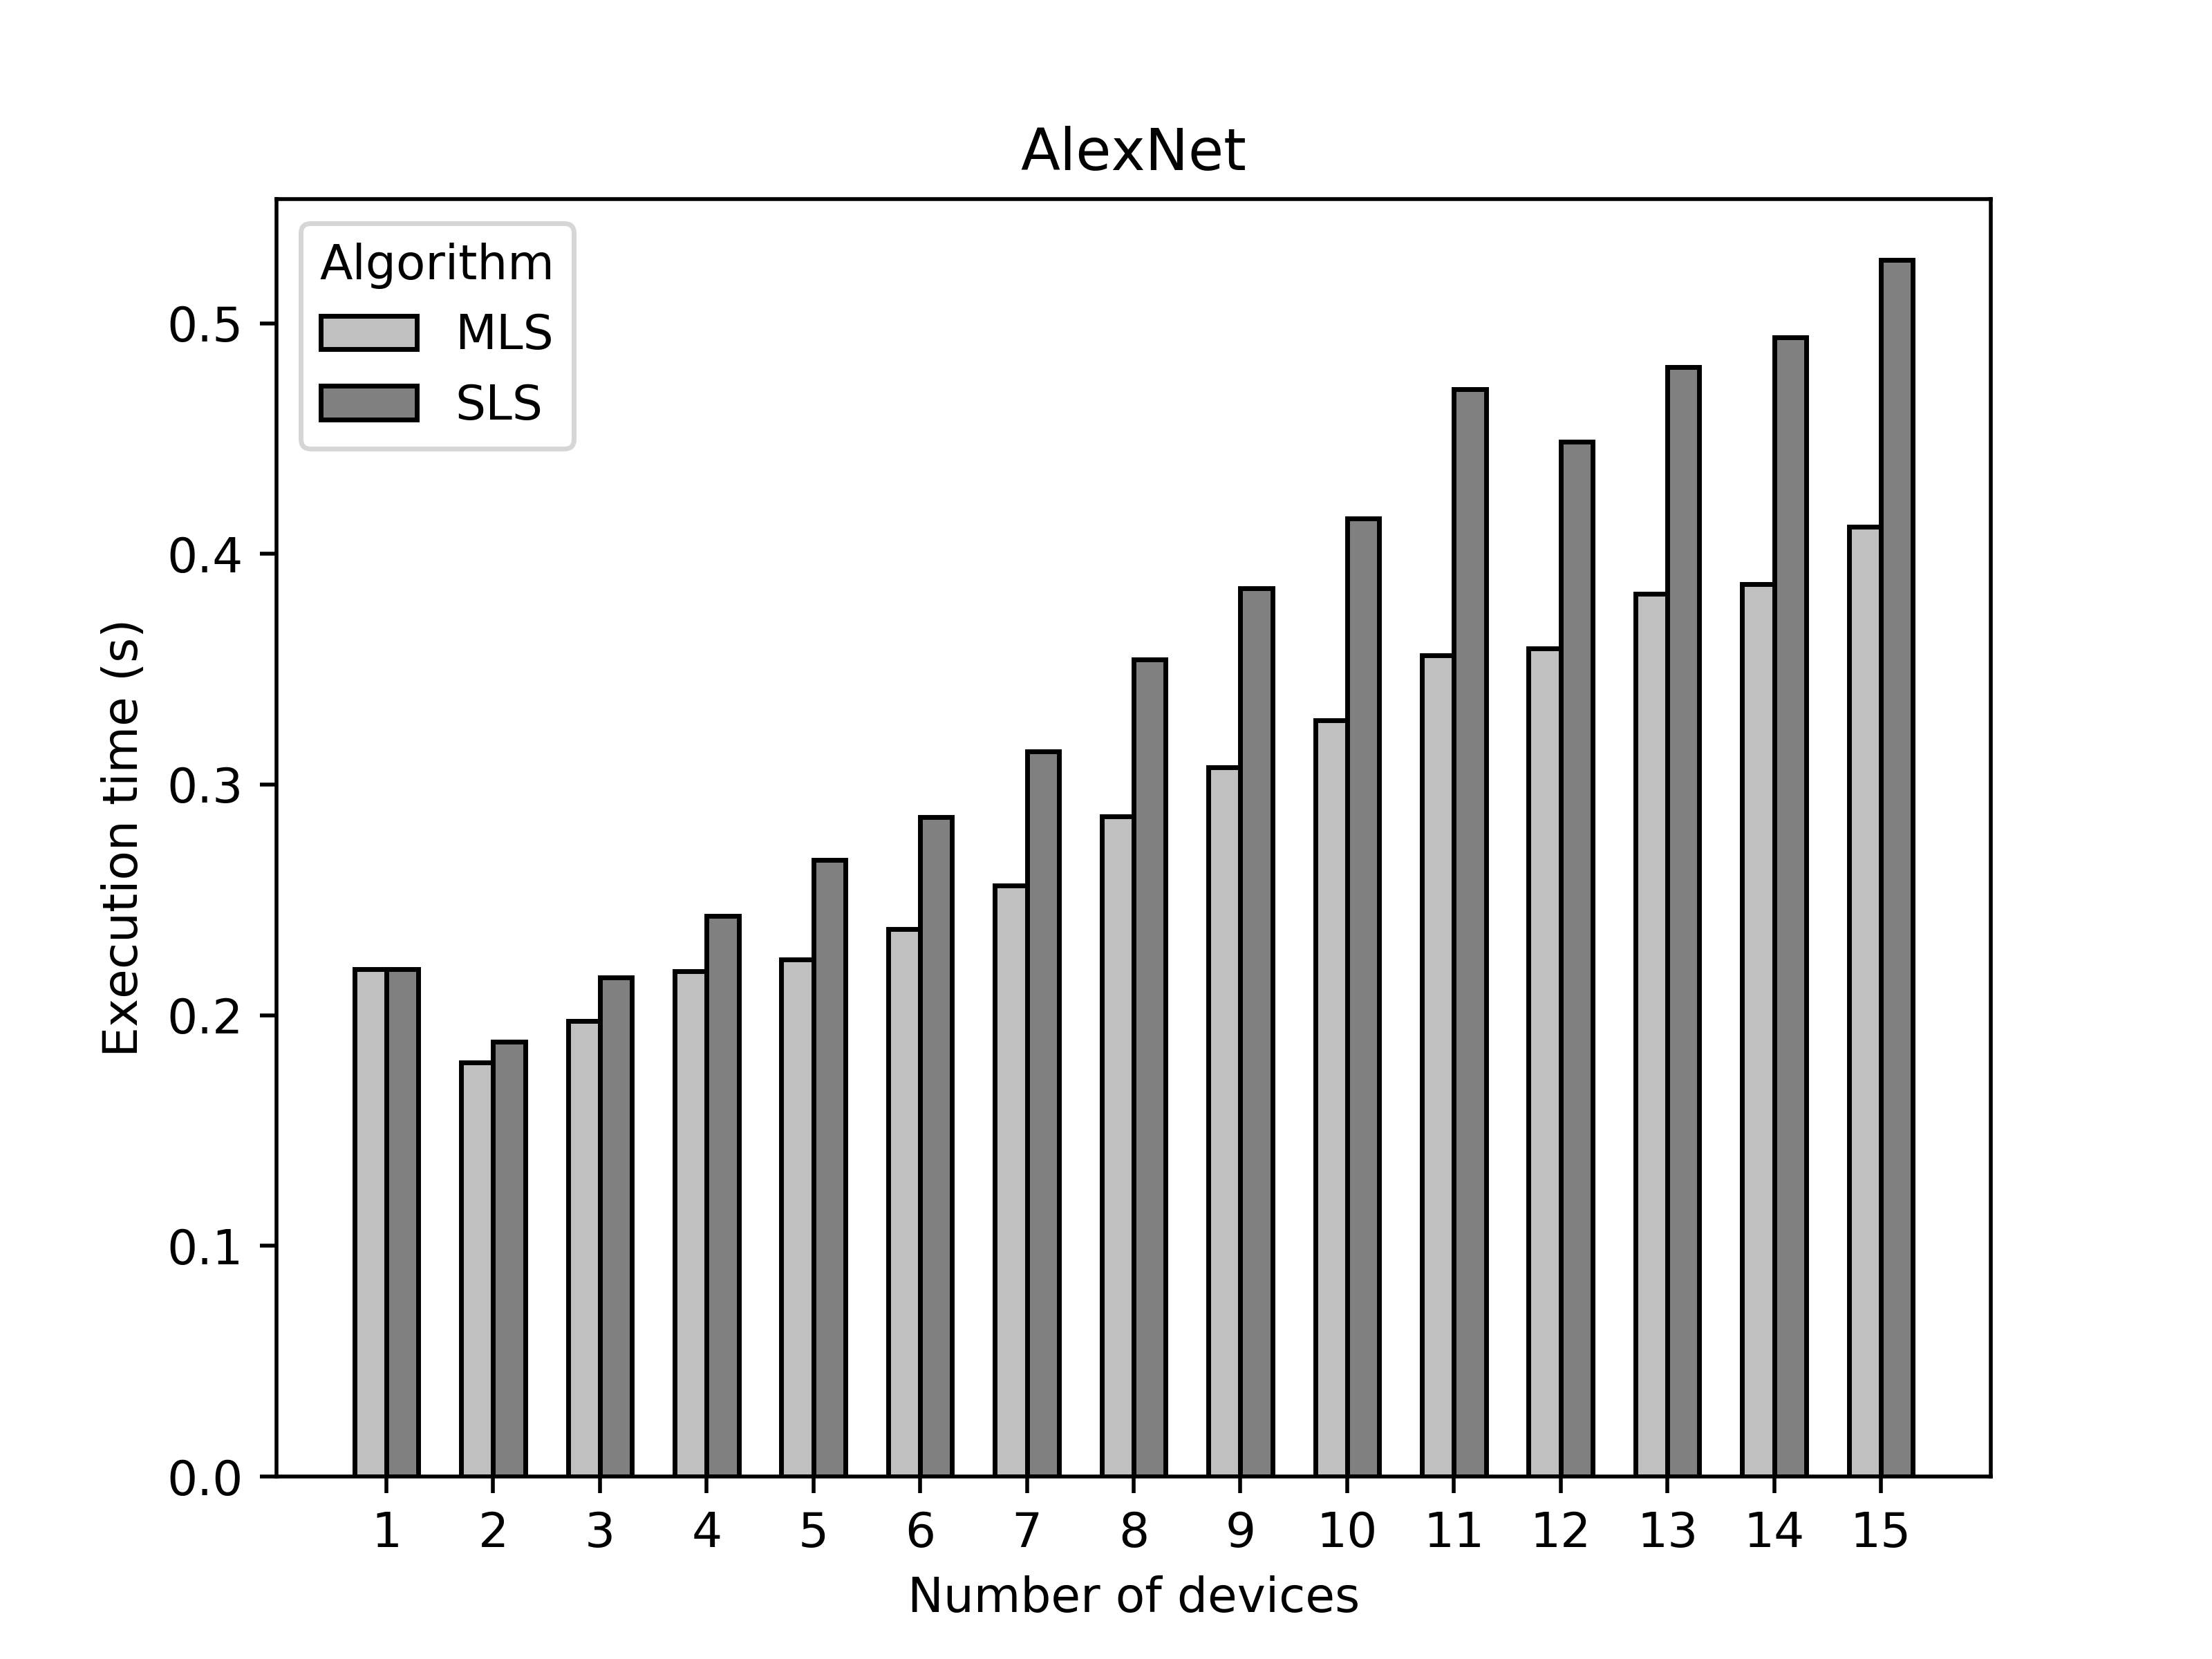 AlexNet
Algorithm
MLS
SLS
Execution time (s)
0.5
0.4
0.3
0.2
0.1
0.0
1 2 3 4 5 6 7 8 9 10 11 12 13 14 15
Number of devices